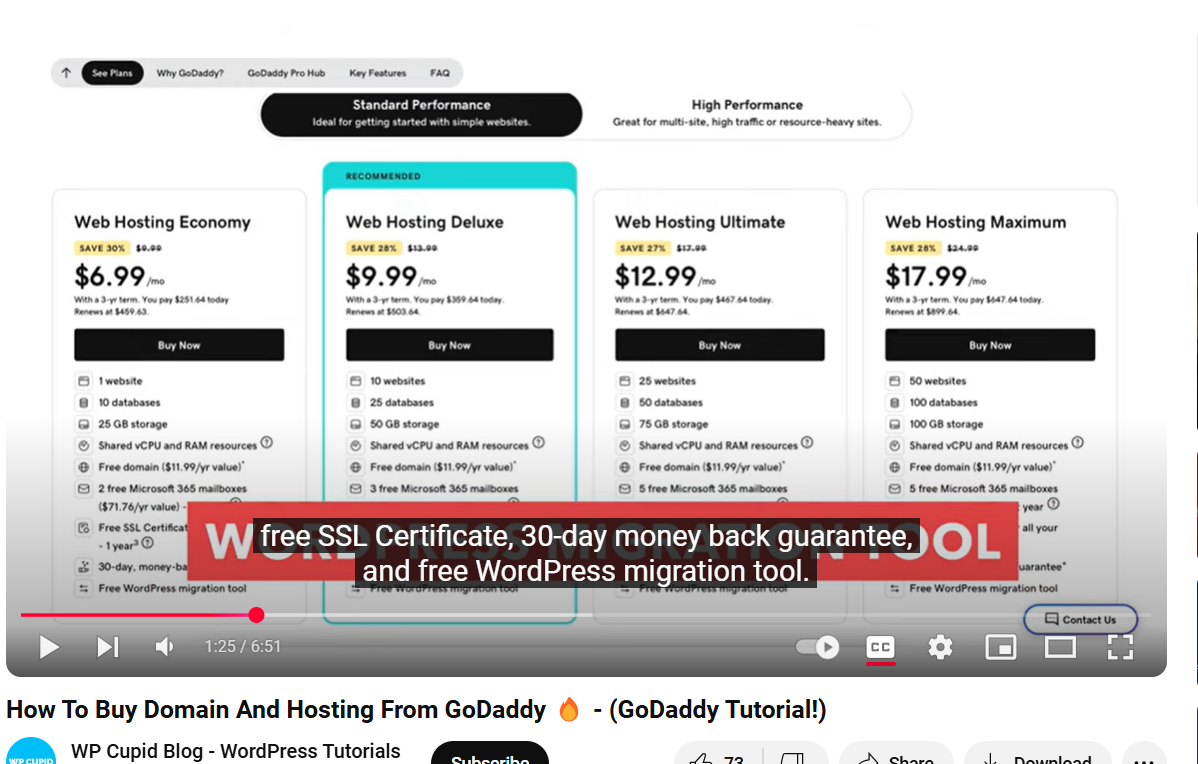 See Plans Why GoDaddy? GoDaddy Pro Hub Key Features FAQ
Standard Performance
Ideal for getting started with simple websites.
High Performance
Great for multi-site, high traffic or resource-heavy sites.
Web Hosting Economy
SAVE 30% $9.99
$6.99/mo
With a 3-yr term. You pay $251.64 today
Renews at $459.63.
Buy Now
1 website
10 databases
25 GB storage
Shared vCPU and RAM resources
Free domain ($11.99/yr value)*
2 free Microsoft 365 mailboxes
($71.76/yr value) -
Free SSL Certificat
- 1 year³
30-day, money-ba
Free WordPress migration tool
RECOMMENDED
Web Hosting Deluxe
SAVE 28% $13.99
$9.99/mo
With a 3-yr term. You pay $359.64 today.
Renews at $503.64.
Buy Now
10 websites
25 databases
50 GB storage
Shared vCPU and RAM resources
Free domain ($11.99/yr value)*
3 free Microsoft 365 mailboxes
Free WordPress migration tool
Web Hosting Ultimate
SAVE 27% $17.99
$12.99/mo
With a 3-yr term. You pay $467.64 today.
Renews at $647.64.
Buy Now
25 websites
50 databases
75 GB storage
Shared vCPU and RAM resources
Free domain ($11.99/yr value)*
5 free Microsoft 365 mailboxes
Free WordPress migration tool
Web Hosting Maximum
SAVE 28% $24.99
$17.99/mo
With a 3-yr term. You pay $647.64 today.
Renews at $899.64.
Buy Now
50 websites
100 databases
100 GB storage
Shared vCPU and RAM resources
Free domain ($11.99/yr value)*
5 free Microsoft 365 mailboxes
year
all your
uarantee*
Free WordPress migration tool
WORDPRESS MIGRATION TOOL
free SSL Certificate, 30-day money back guarantee,
and free WordPress migration tool.
Contact Us
1:25 / 6:51
CC
How To Buy Domain And Hosting From GoDaddy 🔥 - (GoDaddy Tutorial!)
WP CUPID
WP Cupid Blog - WordPress Tutorials
Subscribe
73
Share
Download